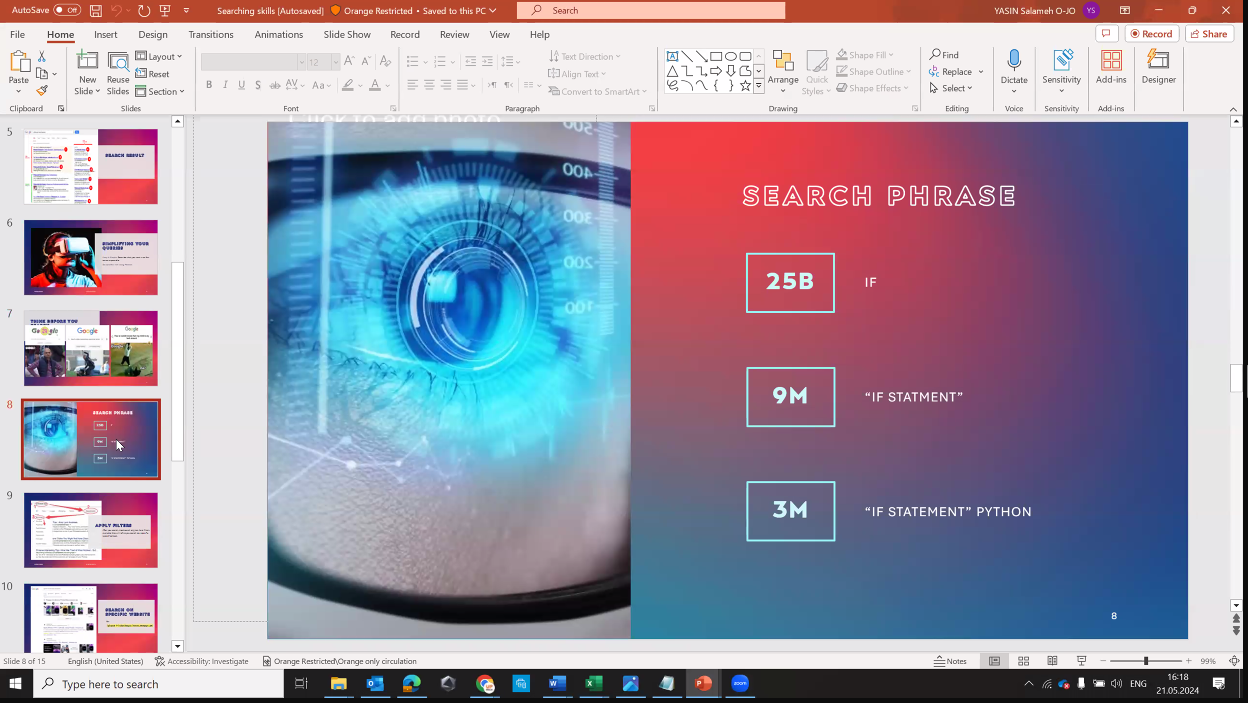 AutoSave Off
Searching skills [Autosaved]
Orange Restricted • Saved to this PC
Search
YASIN Salameh O-JO
YS
File
Home
Insert
Design
Transitions
Animations
Slide Show
Record
Review
View
Help
Record
Share
Paste
New Slide
Reuse Slides
Layout
Reset
Section
12
Text Direction
Align Text
Convert to SmartArt
Arrange
Quick Styles
Shape Fill
Shape Outline
Shape Effects
Find
Replace
Select
Dictate
Sensitivity
Add-ins
Designer
Clipboard
Slides
Font
Paragraph
Drawing
Editing
Voice
Sensitivity
Add-ins
5
SEARCH RESULT
6
SIMPLIFYING YOUR
7
THINK BEFORE YOU
Google
Google
Google
8
SEARCH PHRASE
9
APPLY FILTERS
10
SEARCH ON
SPECIFIC WEBSITE
Click to add photo
500
400
300
200
100
SEARCH PHRASE
25B
IF
9M
“IF STATMENT”
3M
“IF STATEMENT” PYTHON
8
Slide 8 of 15
English (United States)
Accessibility: Investigate
Orange Restricted\Orange only circulation
Notes
99%
Type here to search
zoom
ENG
16:18
21.05.2024